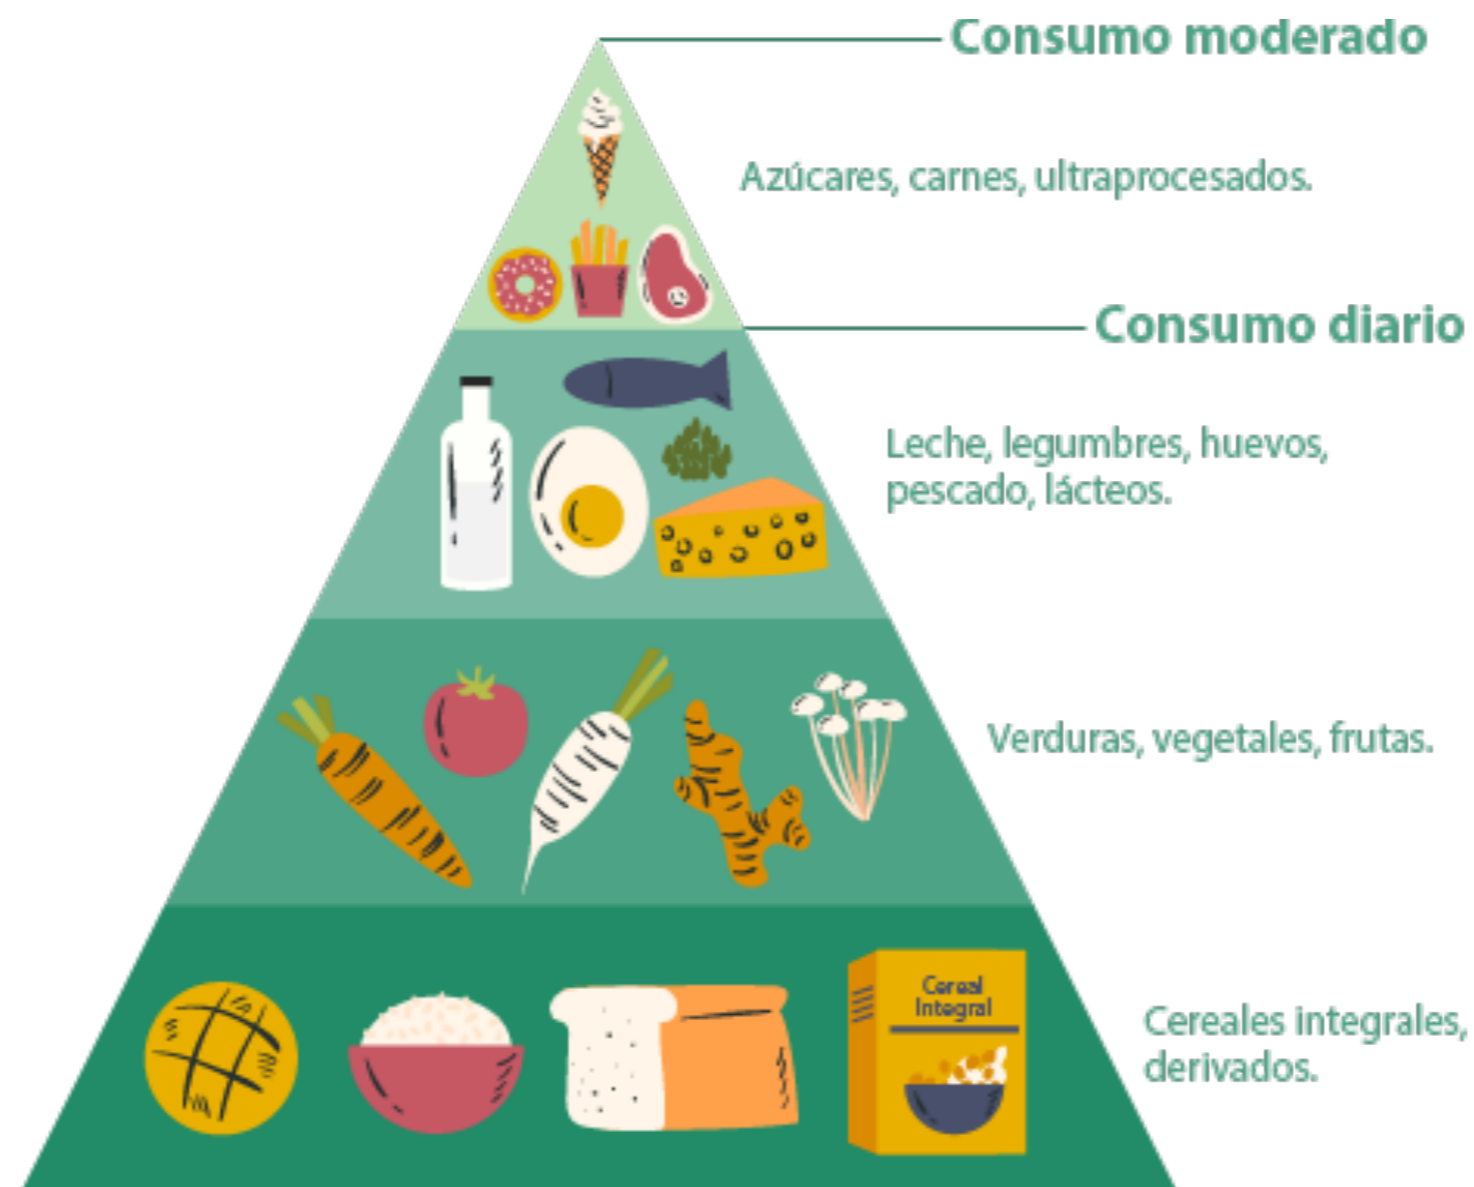 Consumo moderado
Azúcares, carnes, ultraprocesados.
Consumo diario
Leche, legumbres, huevos,
pescado, lácteos.
Verduras, vegetales, frutas.
Cereal
Integral
Cereales integrales,
derivados.